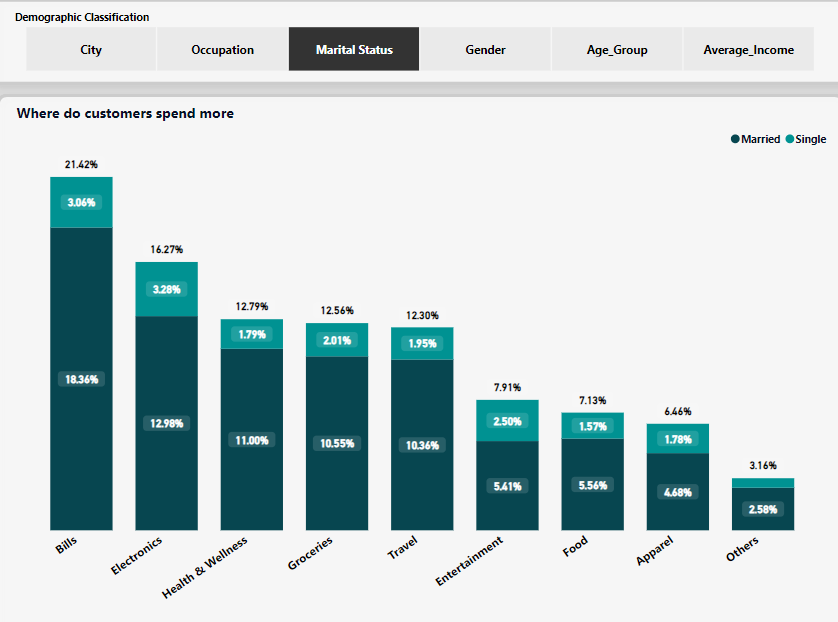 Demographic Classification
City Occupation Marital Status Gender Age_Group Average_Income
Where do customers spend more
Married Single
21.42%
3.06%
18.36%
16.27%
3.28%
12.98%
12.79%
1.79%
11.00%
12.56%
2.01%
10.55%
12.30%
1.95%
10.36%
7.91%
2.50%
5.41%
7.13%
1.57%
5.56%
6.46%
1.78%
4.68%
3.16%
2.58%
Bills
Electronics
Health & Wellness
Groceries
Travel
Entertainment
Food
Apparel
Others